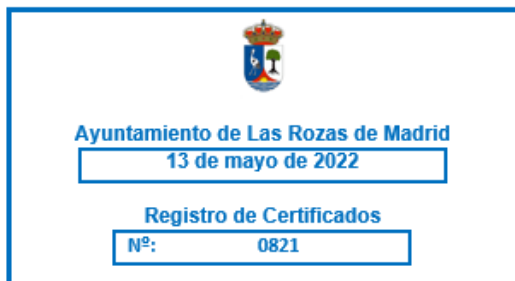 Ayuntamiento de Las Rozas de Madrid
13 de mayo de 2022
Registro de Certificados
Nº: 0821